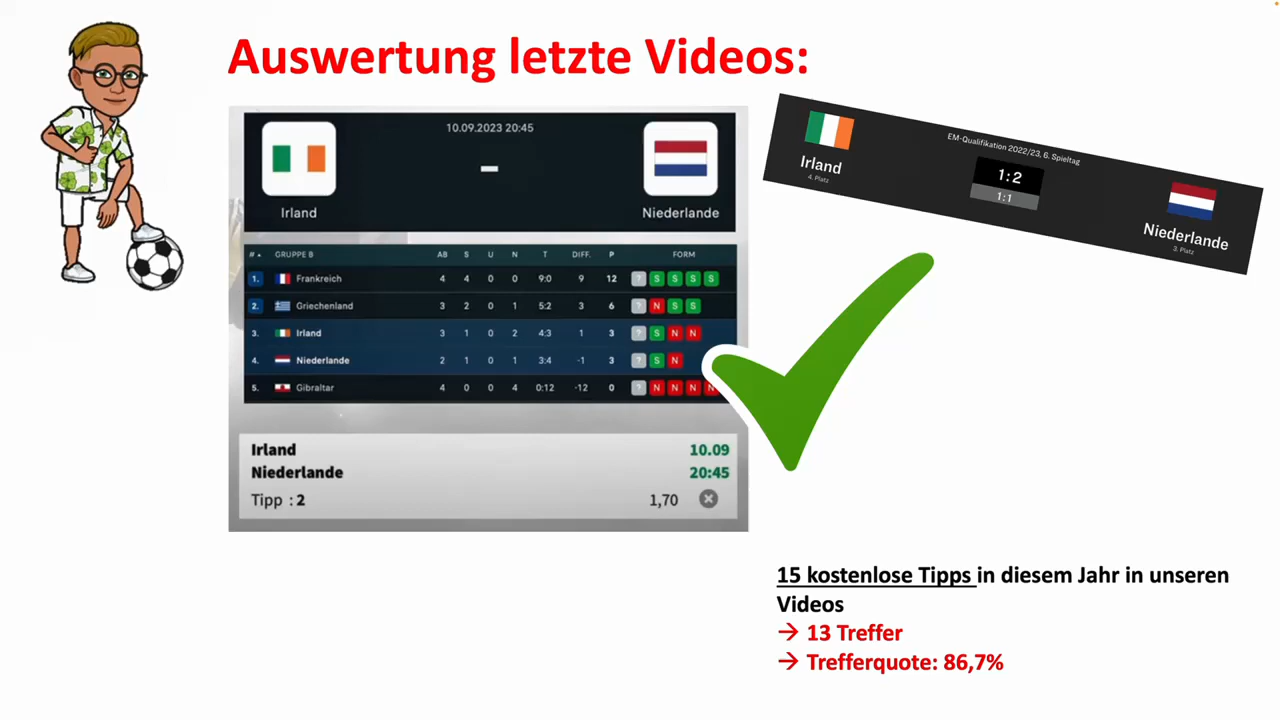 Auswertung letzte Videos:
10.09.2023 20:45
–
Irland
Niederlande
# GRUPPE B AB S U N T DIFF. P FORM
1. Frankreich 4 4 0 0 9:0 9 12 ? S S S S
2. Griechenland 3 2 0 1 5:2 3 6 ? N S S
3. Irland 3 1 0 2 4:3 1 3 ? S N N
4. Niederlande 2 1 0 1 3:4 -1 3 ? S N
5. Gibraltar 4 0 0 4 0:12 -12 0 ? N N N N
Irland 10.09
Niederlande 20:45
Tipp : 2 1,70
EM-Qualifikation 2022/23, 6. Spieltag
Irland
4. Platz
1:2
1:1
Niederlande
3. Platz
15 kostenlose Tipps in diesem Jahr in unseren
Videos
→ 13 Treffer
→ Trefferquote: 86,7%